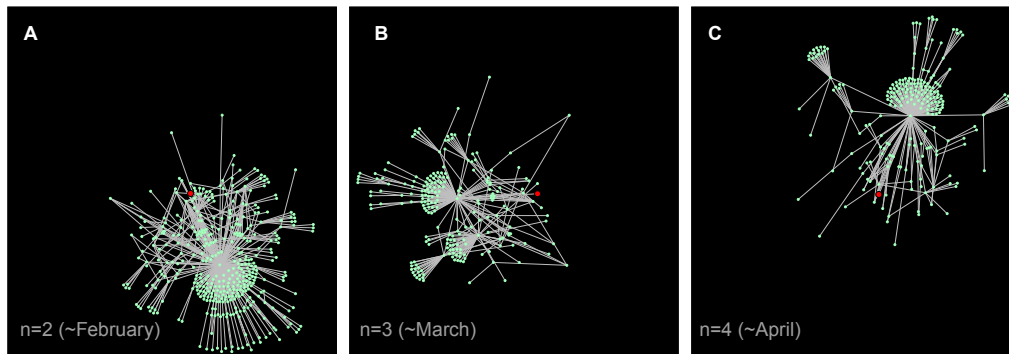 A
B
C
n=2 (~February)
n=3 (~March)
n=4 (~April)